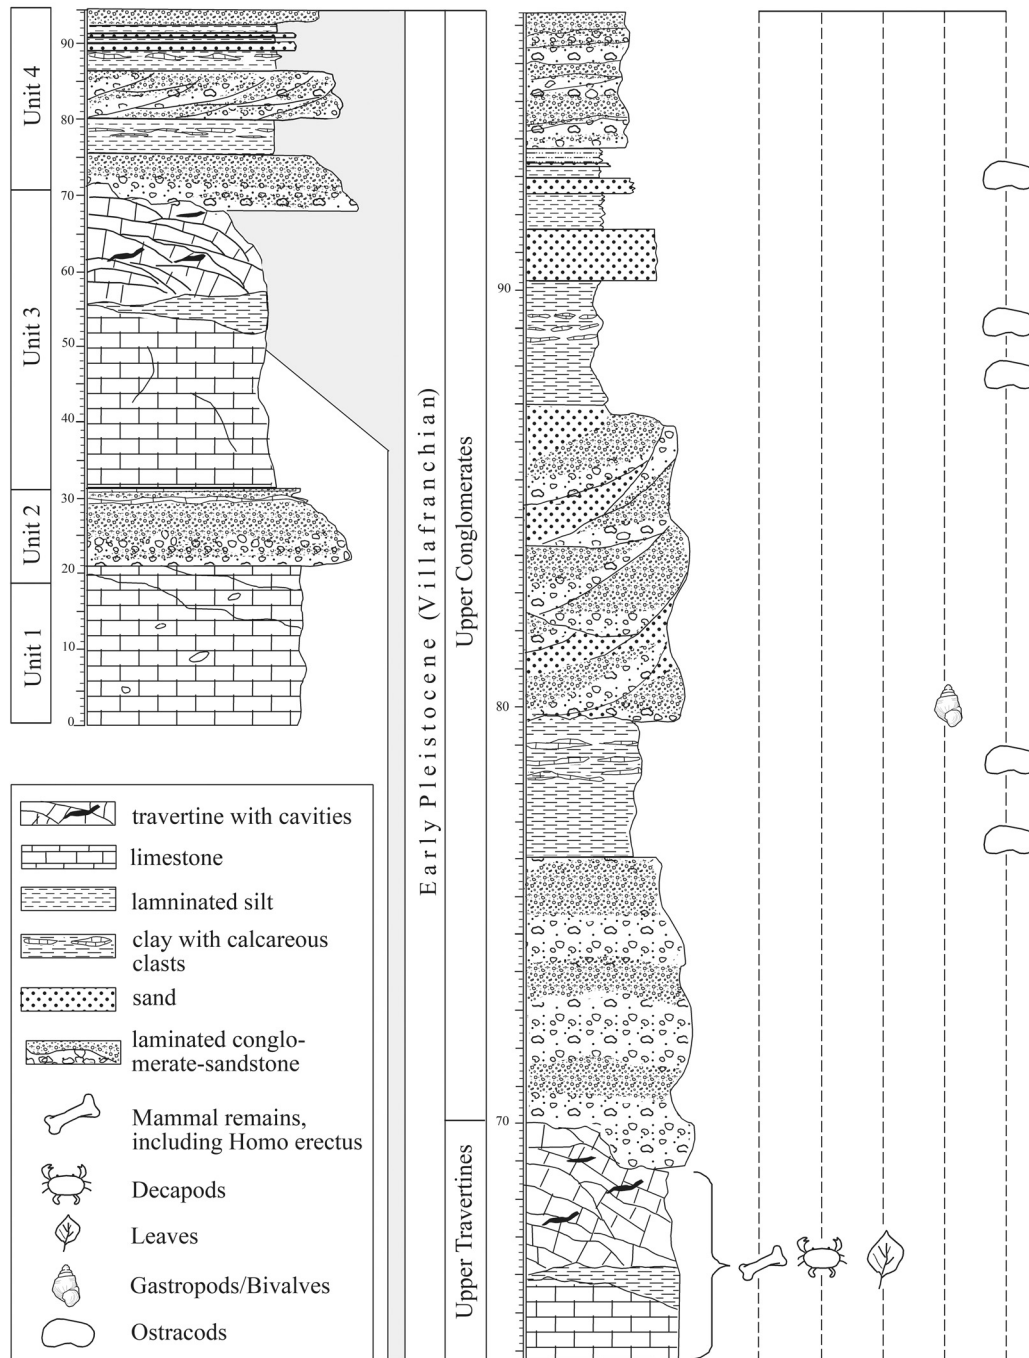 Unit 4
Unit 3
Unit 2
Unit 1
90
80
70
60
50
40
30
20
10
0
Early Pleistocene (Villafranchian)
Upper Conglomerates
Upper Travertines
90
80
70
travertine with cavities
limestone
lamninated silt
clay with calcareous
clasts
sand
laminated conglo-
merate-sandstone
Mammal remains,
including Homo erectus
Decapods
Leaves
Gastropods/Bivalves
Ostracods